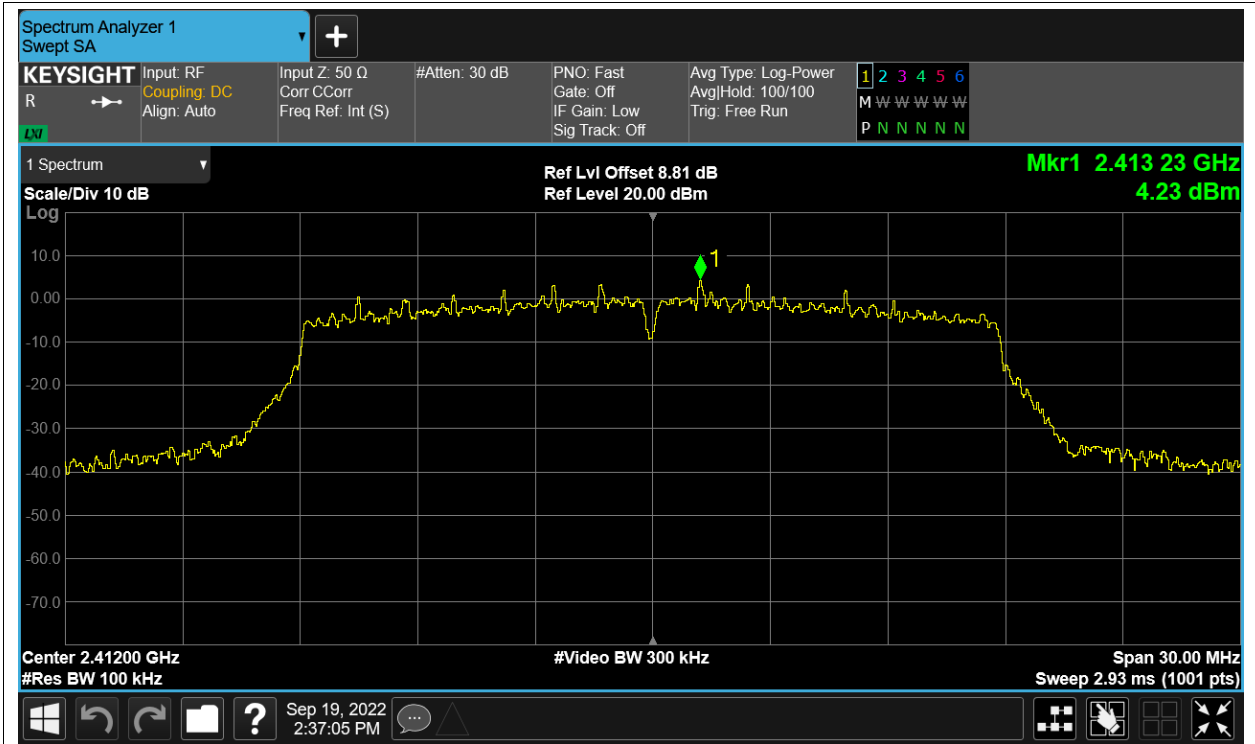 Spectrum Analyzer 1
Swept SA
KEYSIGHT
R
LXI
Input: RF
Coupling: DC
Align: Auto
Input Z: 50 Ω
Corr CCorr
Freq Ref: Int (S)
#Atten: 30 dB
PNO: Fast
Gate: Off
IF Gain: Low
Sig Track: Off
Avg Type: Log-Power
Avg|Hold: 100/100
Trig: Free Run
1 2 3 4 5 6
M W W W W W
P N N N N N
1 Spectrum
Scale/Div 10 dB
Ref Lvl Offset 8.81 dB
Ref Level 20.00 dBm
Mkr1 2.413 23 GHz
4.23 dBm
Log
1
10.0
0.00
-10.0
-20.0
-30.0
-40.0
-50.0
-60.0
-70.0
Center 2.41200 GHz
#Video BW 300 kHz
Span 30.00 MHz
#Res BW 100 kHz
Sweep 2.93 ms (1001 pts)
?
Sep 19, 2022
2:37:05 PM